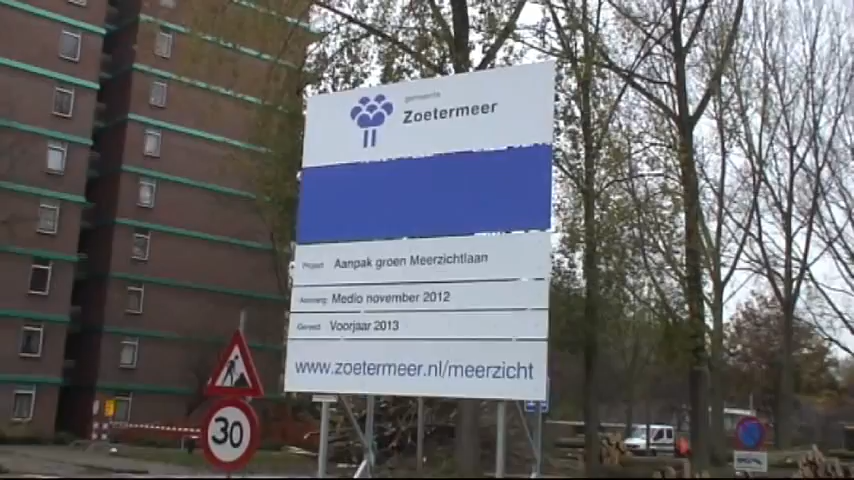 gemeente
Zoetermeer
Project Aanpak groen Meerzichtlaan
Aanvang Medio november 2012
Gereed Voorjaar 2013
www.zoetermeer.nl/meerzicht
30